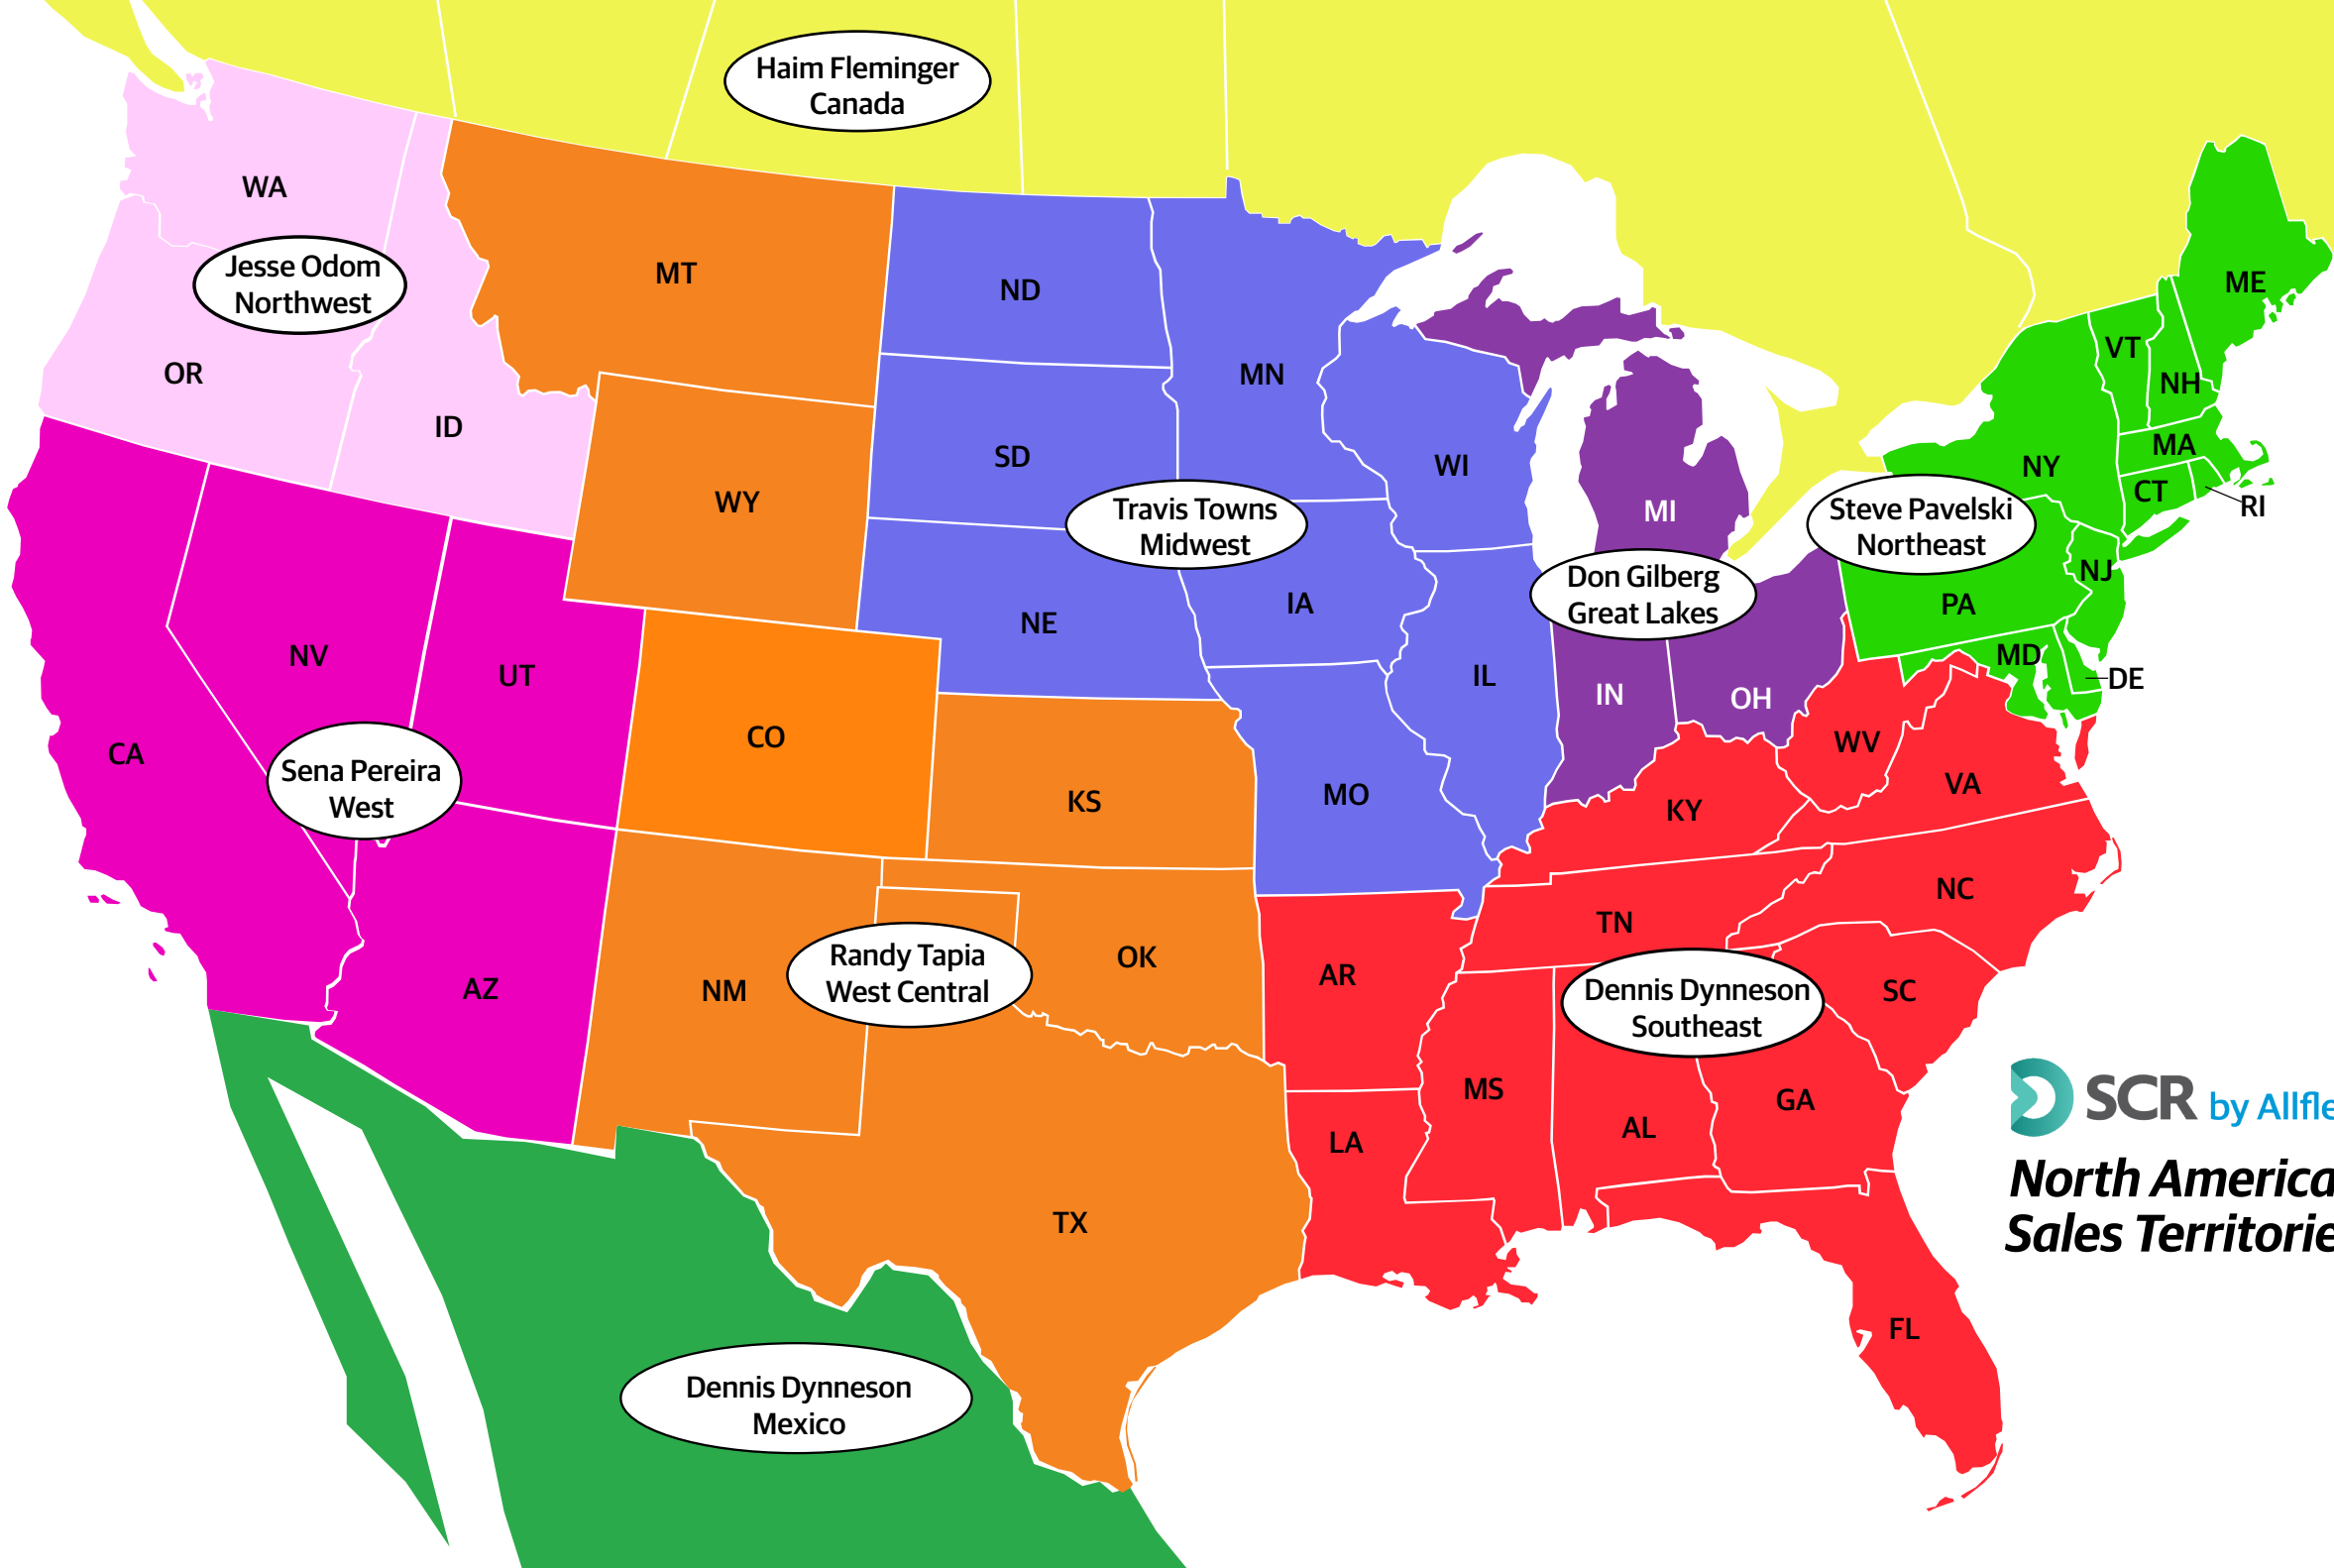 Haim Fleminger
Canada
WA
Jesse Odom
Northwest
OR
ID
MT
WY
ND
SD
NE
MN
WI
Travis Towns
Midwest
IA
IL
MO
MI
Don Gilberg
Great Lakes
IN
OH
ME
VT
NH
MA
NY
CT
RI
Steve Pavelski
Northeast
NJ
PA
MD
DE
NV
UT
CA
Sena Pereira
West
AZ
CO
KS
NM
Randy Tapia
West Central
OK
TX
WV
VA
KY
NC
TN
AR
SC
Dennis Dynneson
Southeast
MS
AL
GA
LA
FL
SCR by Allfle
North America
Sales Territorie
Dennis Dynneson
Mexico